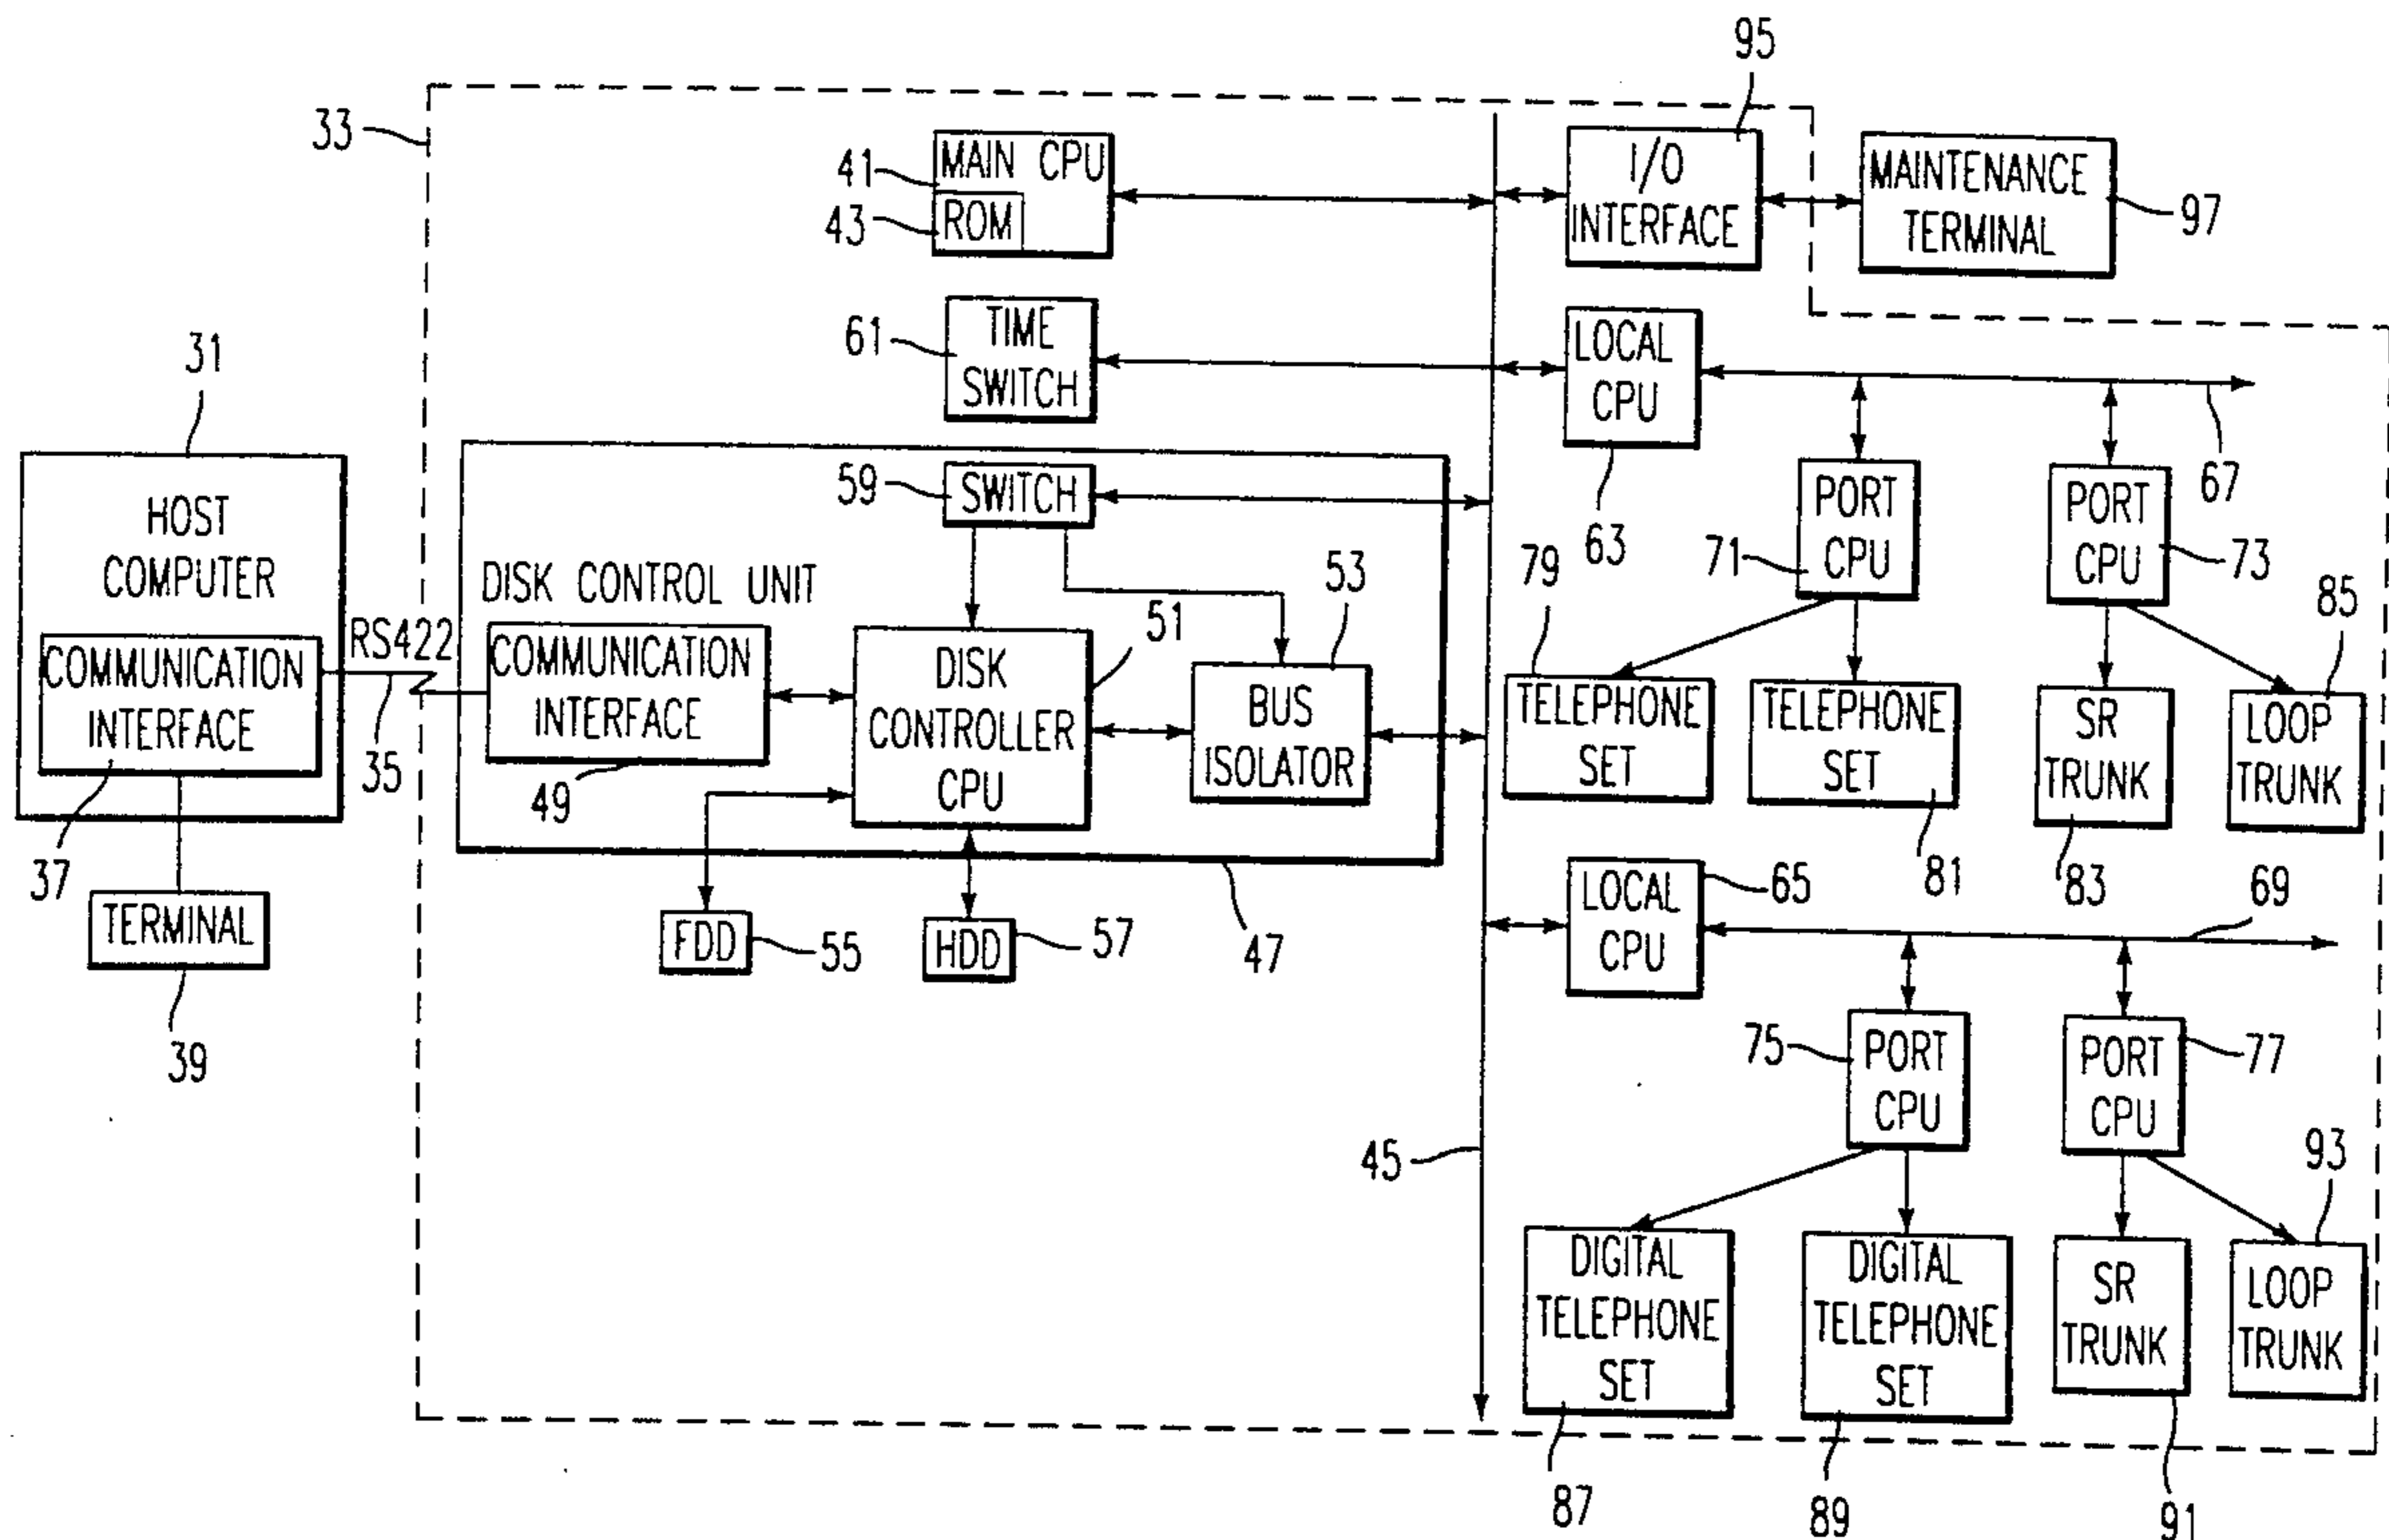 95
33
41
MAIN CPU
43
ROM
I/O
INTERFACE
MAINTENANCE
TERMINAL
97
61
TIME
SWITCH
LOCAL
CPU
63
67
31
HOST
COMPUTER
COMMUNICATION
INTERFACE
37
RS422
35
TERMINAL
39
59
SWITCH
DISK CONTROL UNIT
COMMUNICATION
INTERFACE
49
DISK
CONTROLLER
CPU
51
53
BUS
ISOLATOR
FDD
55
HDD
57
47
71
PORT
CPU
PORT
CPU
73
79
TELEPHONE
SET
TELEPHONE
SET
81
SR
TRUNK
83
85
LOOP
TRUNK
LOCAL
CPU
65
69
75
PORT
CPU
PORT
CPU
77
45
93
DIGITAL
TELEPHONE
SET
87
DIGITAL
TELEPHONE
SET
89
SR
TRUNK
91
LOOP
TRUNK